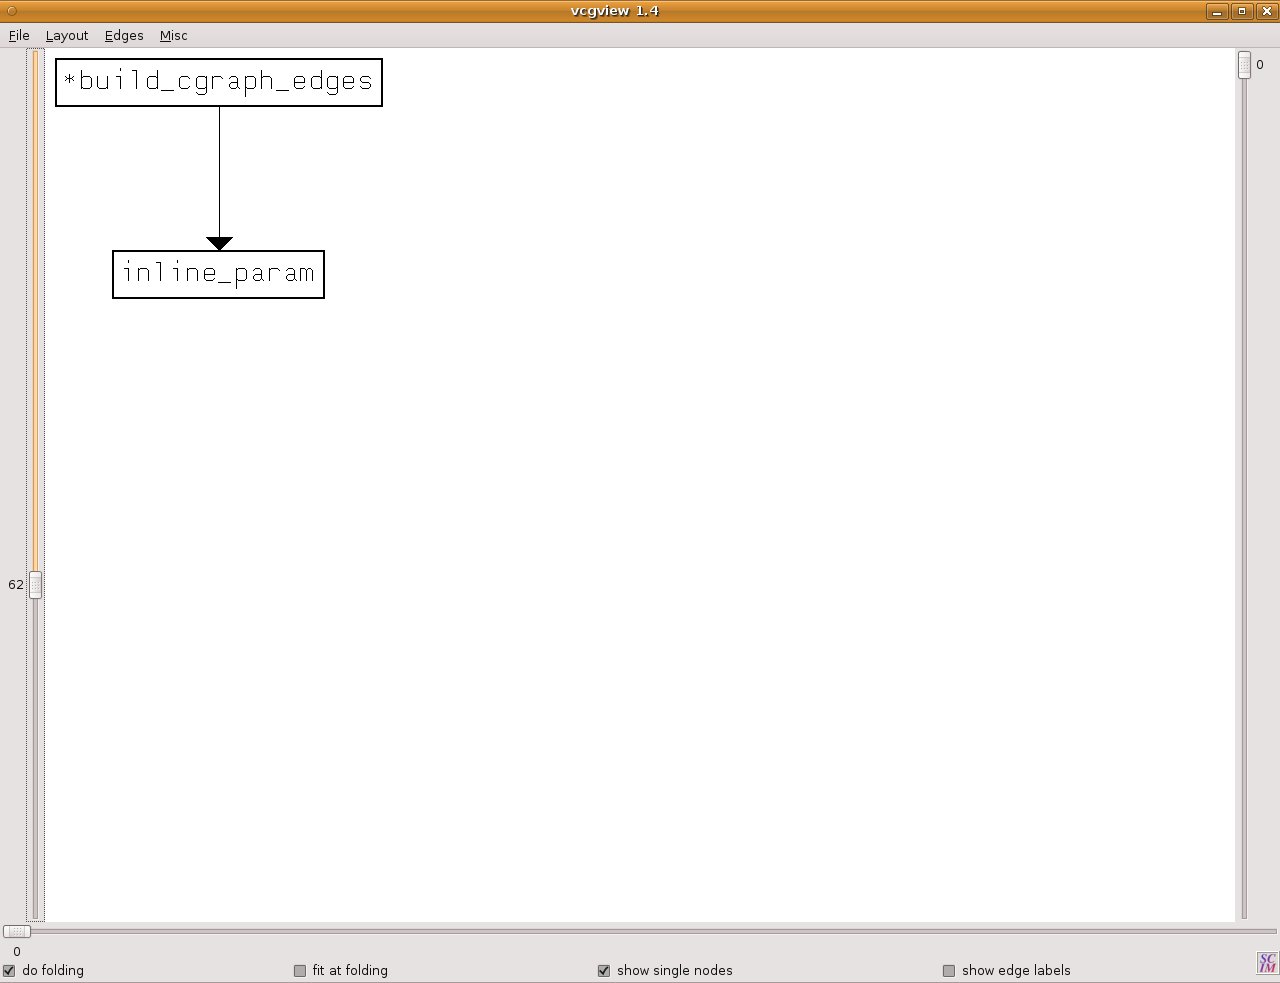 vcgview 1.4
File Layout Edges Misc
0
*build_cgraph_edges
inline_param
62
0
do folding fit at folding show single nodes show edge labels
SC
IM